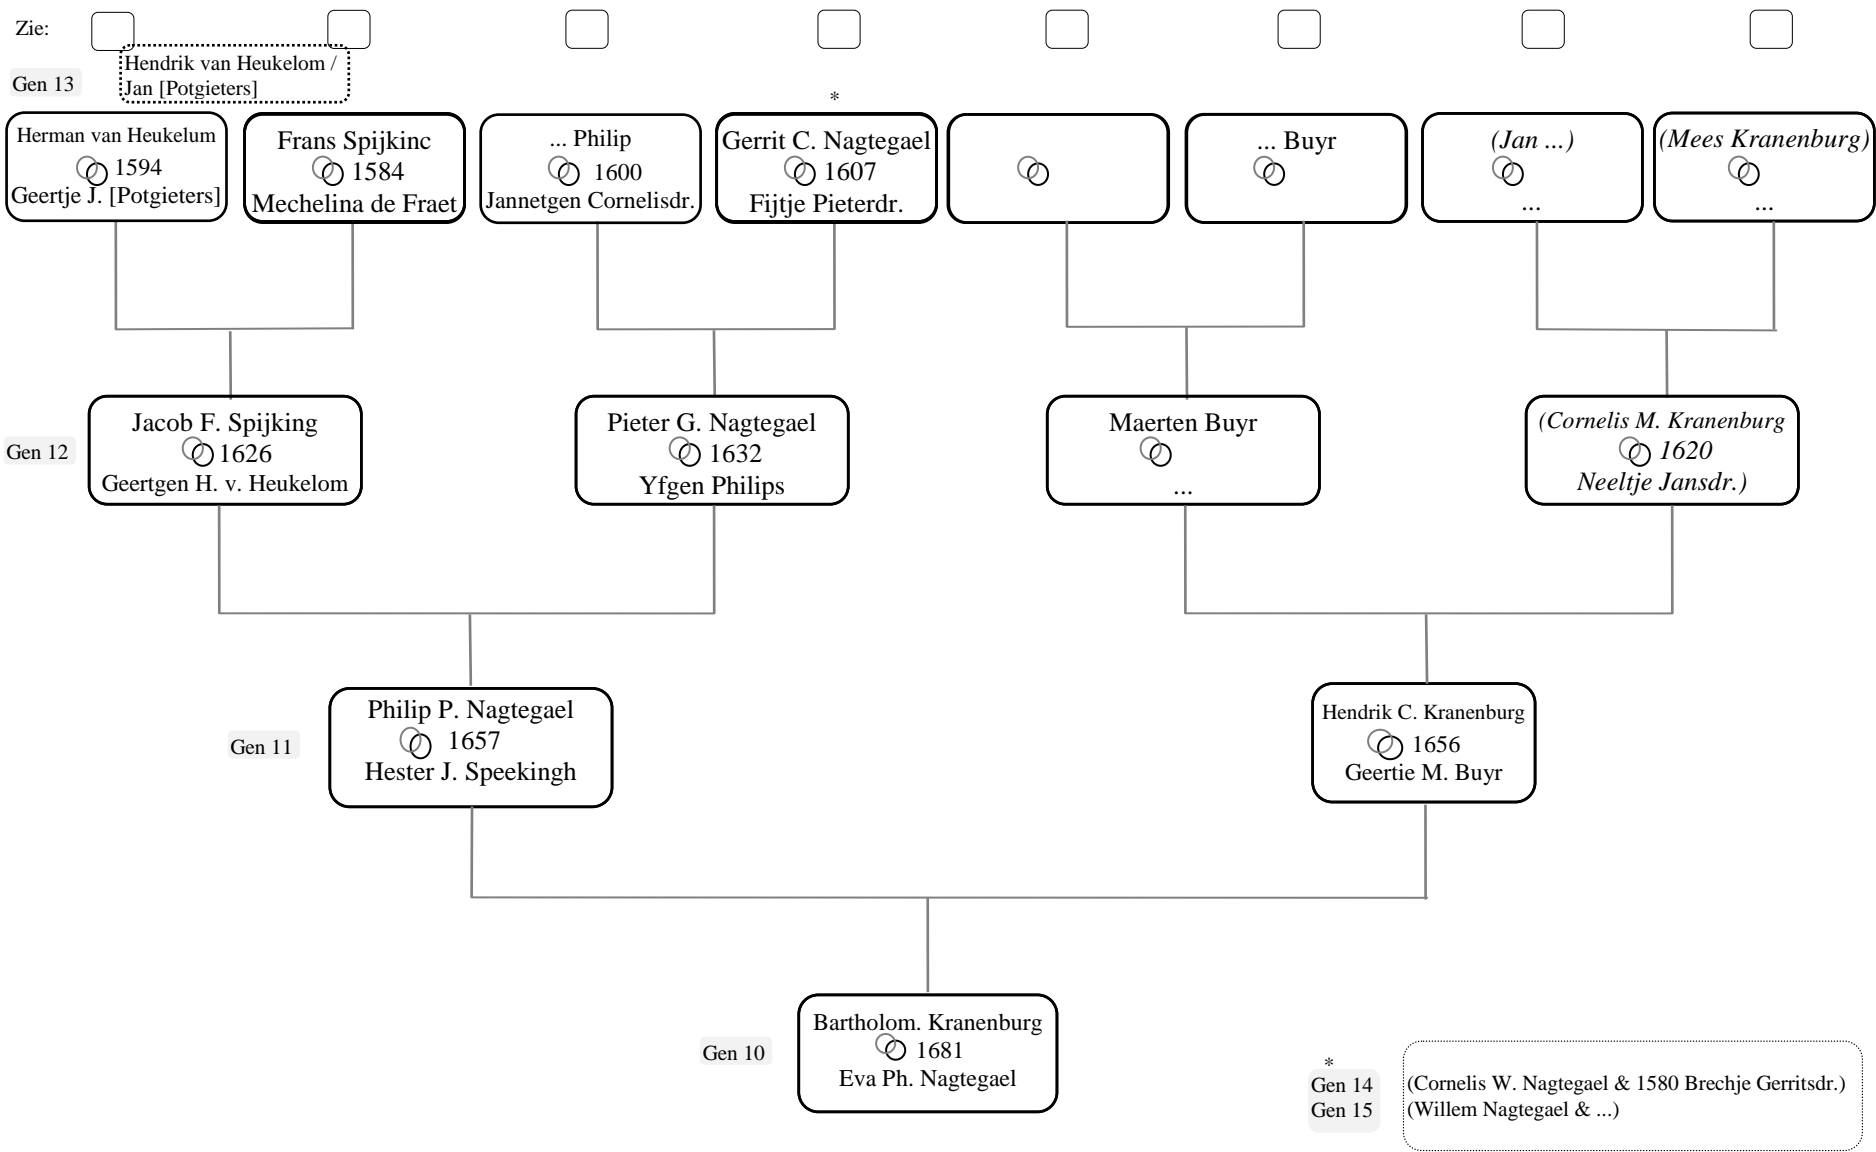 Zie:
Hendrik van Heukelom /
Jan [Potgieters]
Gen 13
*
Herman van Heukelum
1594
Geertje J. [Potgieters]
Frans Spijkinc
1584
Mechelina de Fraet
... Philip
1600
Jannetgen Cornelisdr.
Gerrit C. Nagtegael
1607
Fijtje Pieterdr.
... Buyr
(Jan ...)
...
(Mees Kranenburg)
...
Gen 12
Jacob F. Spijking
1626
Geertgen H. v. Heukelom
Pieter G. Nagtegael
1632
Yfgen Philips
Maerten Buyr
...
(Cornelis M. Kranenburg
1620
Neeltje Jansdr.)
Gen 11
Philip P. Nagtegael
1657
Hester J. Speekingh
Hendrik C. Kranenburg
1656
Geertie M. Buyr
Gen 10
Bartholom. Kranenburg
1681
Eva Ph. Nagtegael
*
Gen 14 (Cornelis W. Nagtegael & 1580 Brechje Gerritsdr.)
Gen 15 (Willem Nagtegael & ...)